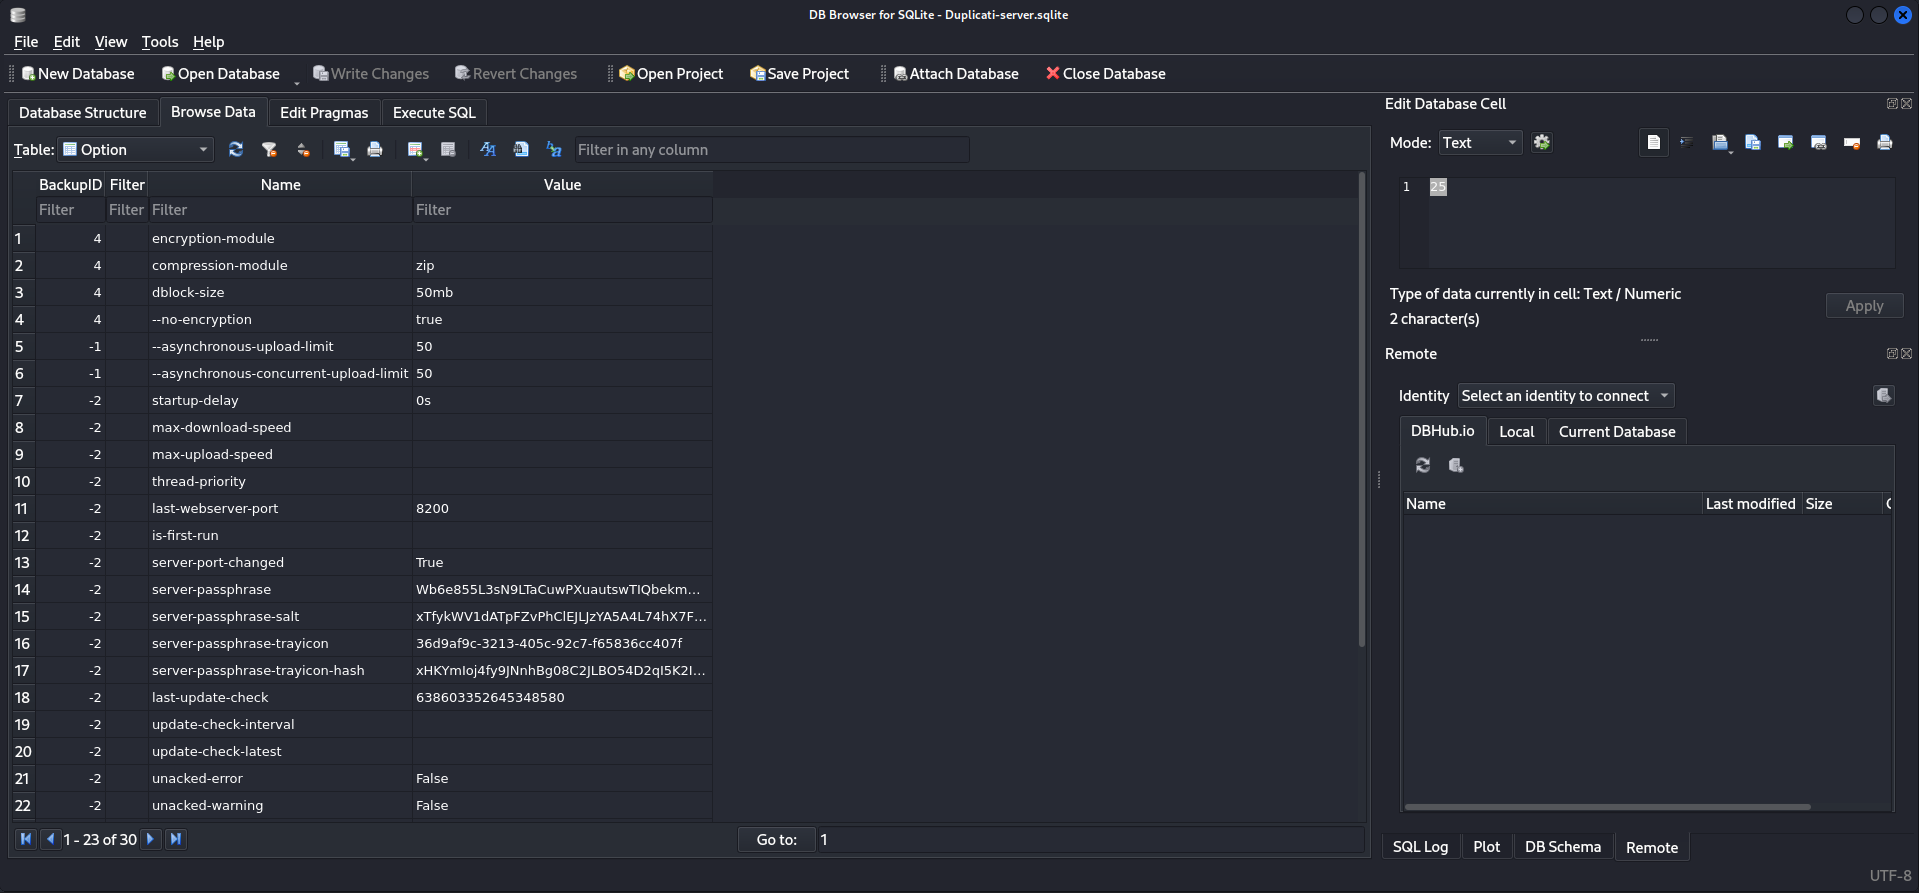 DB Browser for SQLite - Duplicati-server.sqlite
File Edit View Tools Help
New Database Open Database Write Changes Revert Changes Open Project Save Project Attach Database Close Database
Database Structure Browse Data Edit Pragmas Execute SQL
Table: Option Filter in any column
BackupID Filter Name Value
Filter Filter Filter Filter
1 4 encryption-module
2 4 compression-module zip
3 4 dblock-size 50mb
4 4 --no-encryption true
5 -1 --asynchronous-upload-limit 50
6 -1 --asynchronous-concurrent-upload-limit 50
7 -2 startup-delay 0s
8 -2 max-download-speed
9 -2 max-upload-speed
10 -2 thread-priority
11 -2 last-webserver-port 8200
12 -2 is-first-run
13 -2 server-port-changed True
14 -2 server-passphrase Wb6e855L3sN9LTaCuwPXuautswTIQbekm...
15 -2 server-passphrase-salt xTfykWV1dATpFZvPhClEJLJzYA5A4L74hX7F...
16 -2 server-passphrase-trayicon 36d9af9c-3213-405c-92c7-f65836cc407f
17 -2 server-passphrase-trayicon-hash xHKYmIoj4fy9JNnhBg08C2JLBO54D2qI5K2I...
18 -2 last-update-check 638603352645348580
19 -2 update-check-interval
20 -2 update-check-latest
21 -2 unacked-error False
22 -2 unacked-warning False
1 - 23 of 30 Go to: 1
Edit Database Cell
Mode: Text
1 25
Type of data currently in cell: Text / Numeric
2 character(s)
Apply
Remote
Identity Select an identity to connect
DBHub.io Local Current Database
Name Last modified Size
SQL Log Plot DB Schema Remote
UTF-8